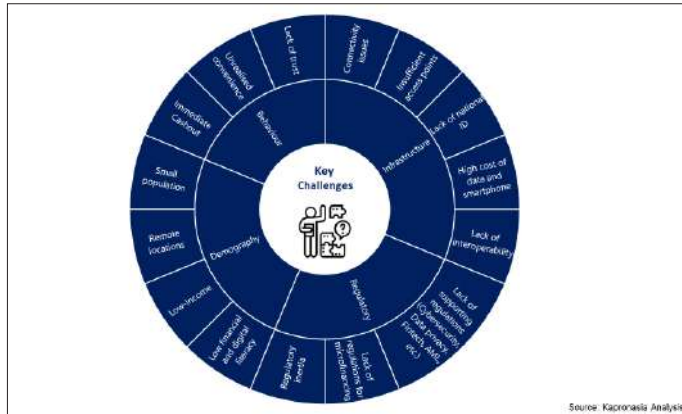 Key
Challenges
Behaviour
Infrastructure
Regulatory
Demography
Lack of trust
Connectivity
issues
Insufficient
access points
Lack of national
ID
High cost of
data and
smartphone
Lack of
interoperability
Lack of
supporting
regulations
(Cybersecurity,
Data privacy,
Fintech, AML,
etc.)
Lack of
regulations for
microfinance
Regulatory
inertia
Low financial
and digital
literacy
Low-income
Remote
locations
Small
population
Immediate
Cashout
Unrealised
convenience
Source: Kapronasia Analysis